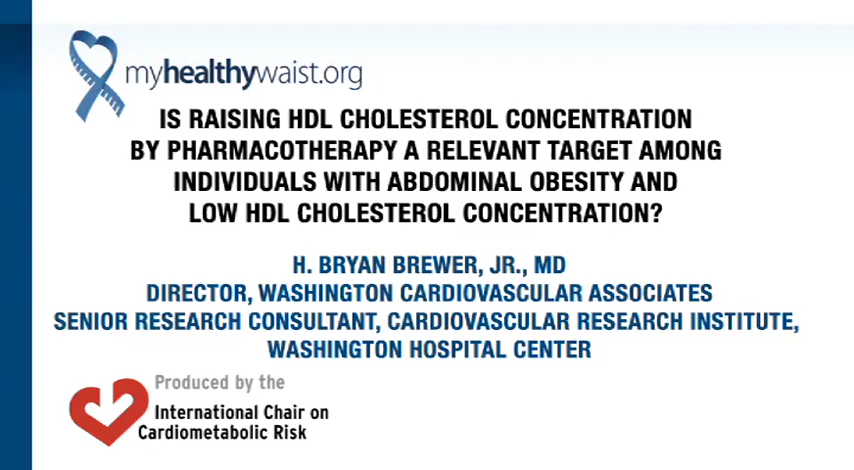 myhealthywaist.org
IS RAISING HDL CHOLESTEROL CONCENTRATION
BY PHARMACOTHERAPY A RELEVANT TARGET AMONG
INDIVIDUALS WITH ABDOMINAL OBESITY AND
LOW HDL CHOLESTEROL CONCENTRATION?
H. BRYAN BREWER, JR., MD
DIRECTOR, WASHINGTON CARDIOVASCULAR ASSOCIATES
SENIOR RESEARCH CONSULTANT, CARDIOVASCULAR RESEARCH INSTITUTE,
WASHINGTON HOSPITAL CENTER
Produced by the
International Chair on
Cardiometabolic Risk